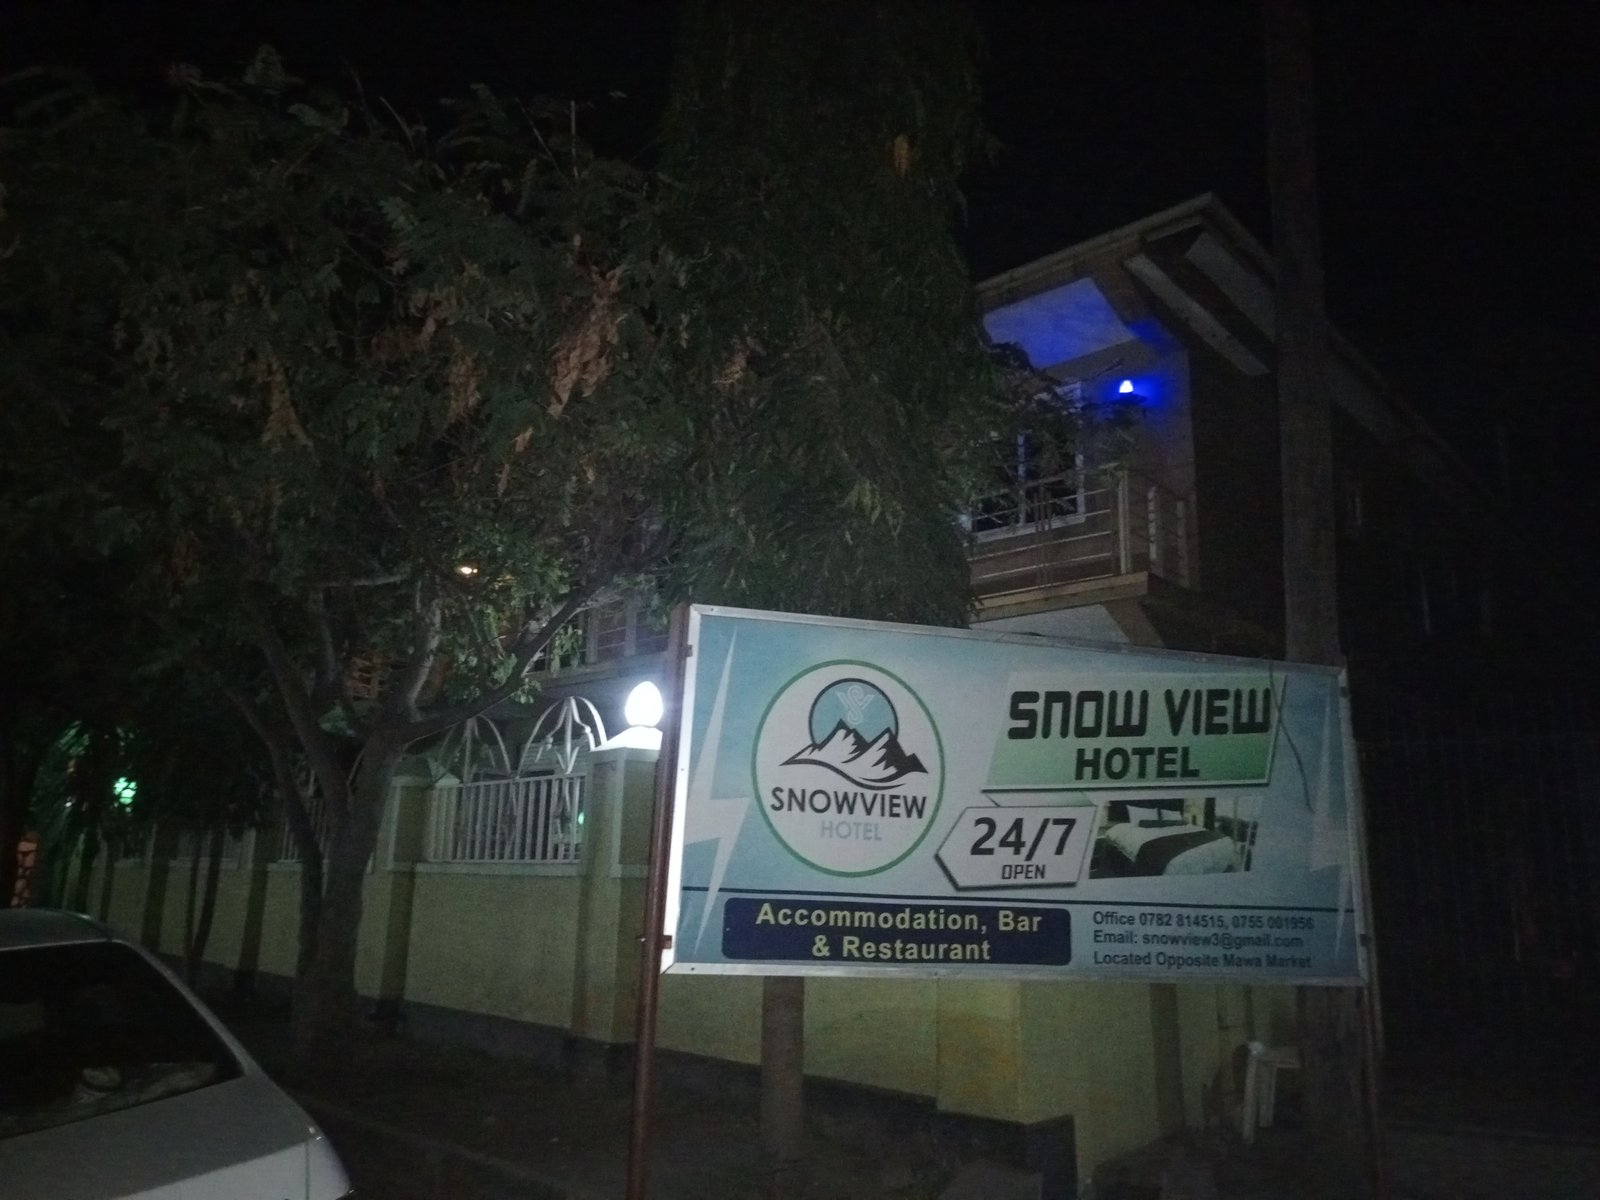 SNOWVIEW
HOTEL
SNOW VIEW
HOTEL
24/7
OPEN
Accommodation, Bar
& Restaurant
Office 0782 814515, 0755 001956
Email: snowview3@gmail.com
Located Opposite Mawa Market